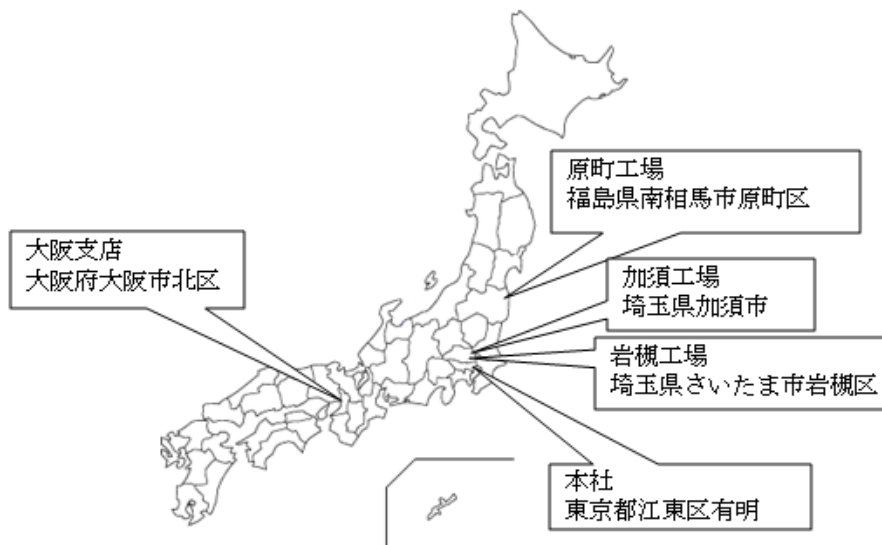 原町工場
福島県南相馬市原町区
大阪支店
大阪府大阪市北区
加須工場
埼玉県加須市
岩槻工場
埼玉県さいたま市岩槻区
本社
東京都江東区有明